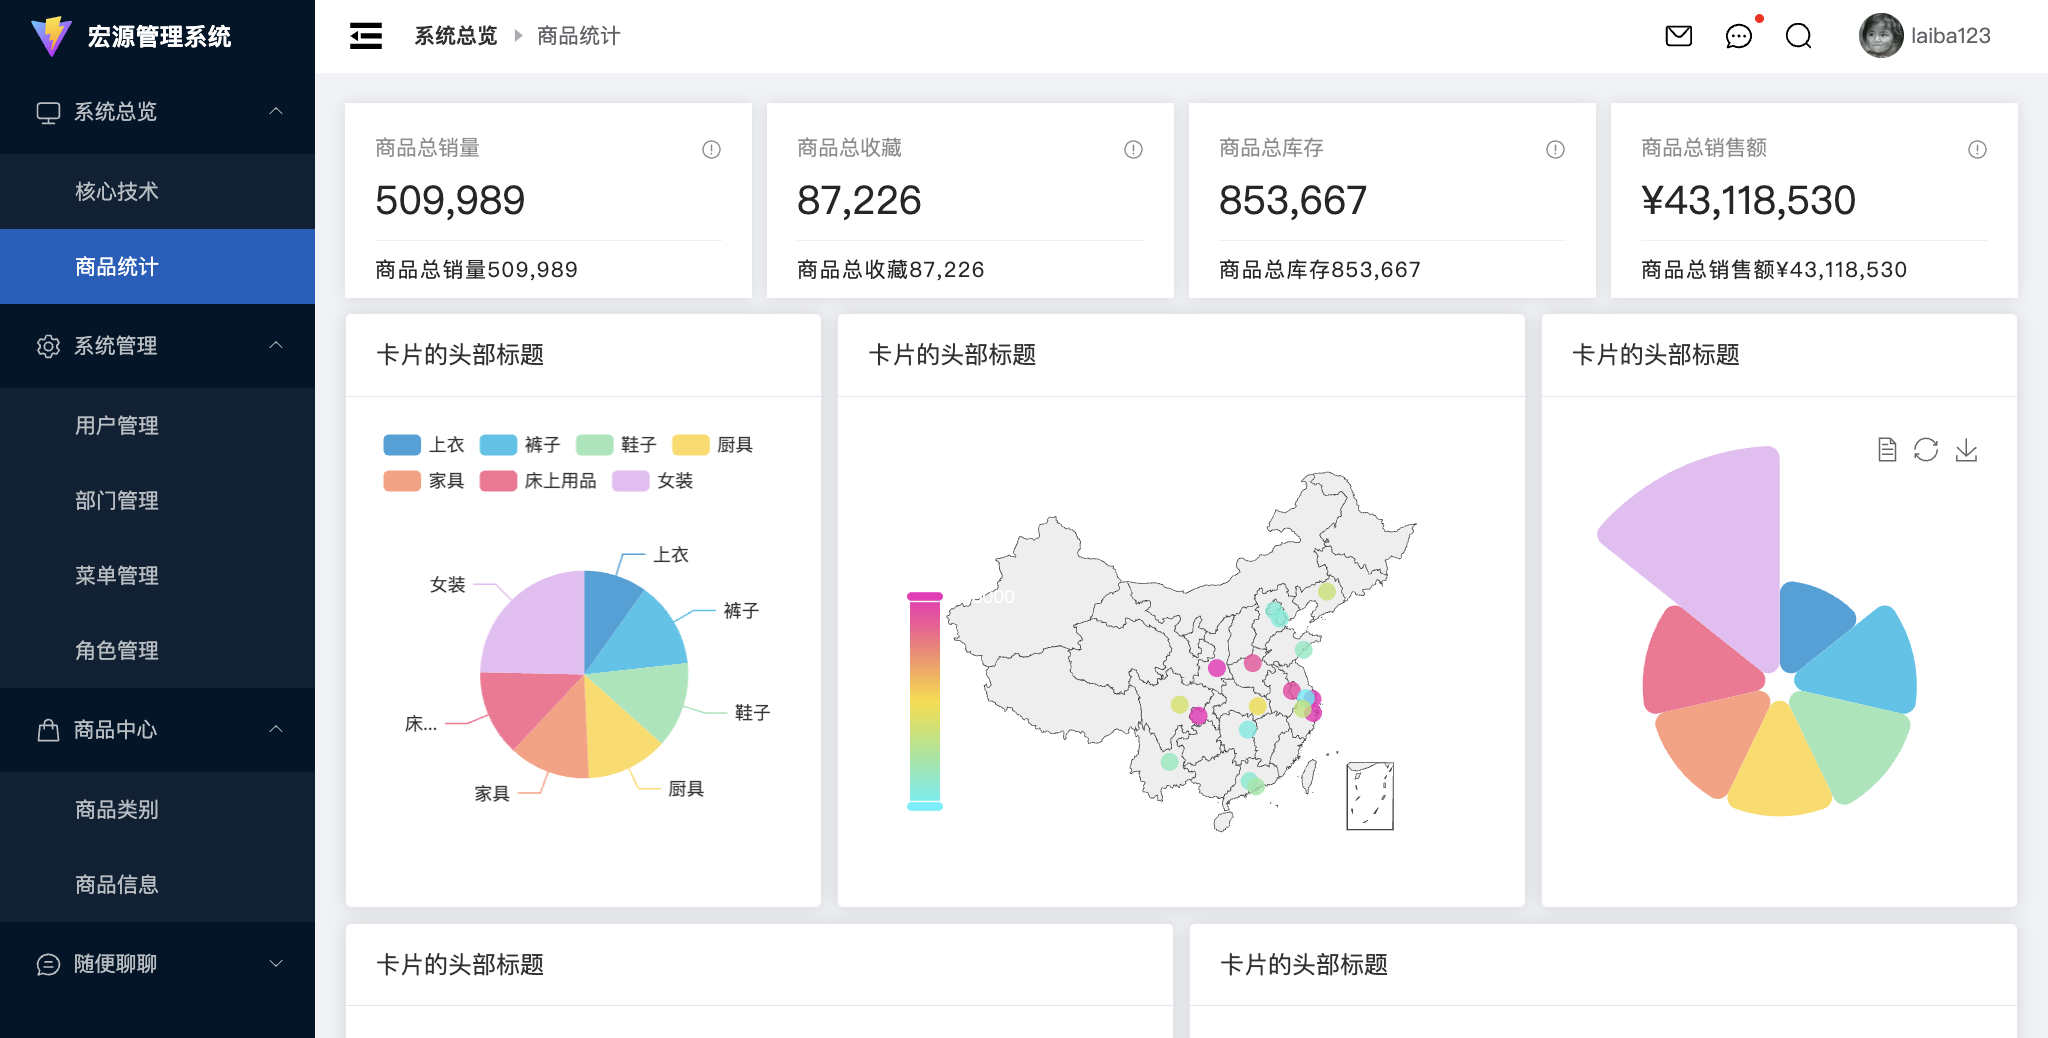 宏源管理系统
系统总览
核心技术
商品统计
系统管理
用户管理
部门管理
菜单管理
角色管理
商品中心
商品类别
商品信息
随便聊聊
系统总览 商品统计
laiba123
商品总销量
509,989
商品总销量509,989
商品总收藏
87,226
商品总收藏87,226
商品总库存
853,667
商品总库存853,667
商品总销售额
¥43,118,530
商品总销售额¥43,118,530
卡片的头部标题
上衣 裤子 鞋子 厨具
家具 床上用品 女装
上衣
女装
裤子
鞋子
床...
厨具
家具
卡片的头部标题
卡片的头部标题
卡片的头部标题
卡片的头部标题